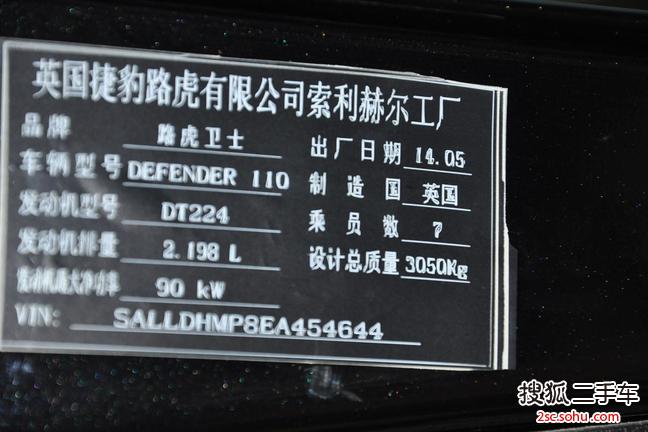 英国捷豹路虎有限公司索利赫尔工厂
品牌 路虎卫士 出厂日期 14.05
车辆型号 DEFENDER 110 制造国 英国
发动机型号 DT224 乘员数 7
发动机排量 2.198 L 设计总质量 3050Kg
发动机最大净功率 90 kW
VIN: SALLDHMP8EA454644
搜狐二手车
2sc.sohu.com